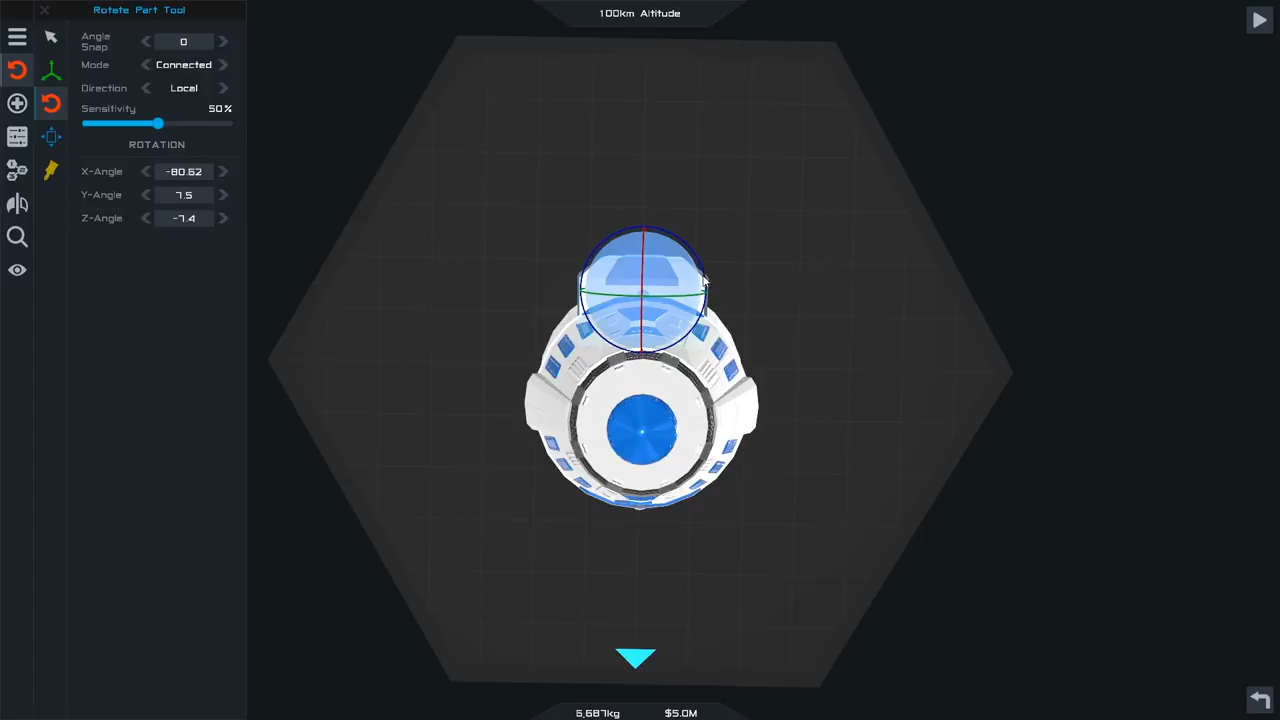 Rotate Part Tool
100km Altitude
Angle Snap 0
Mode Connected
Direction Local
Sensitivity 50%
ROTATION
X-Angle -80.62
Y-Angle 7.5
Z-Angle -7.4
5,687kg $5.0M